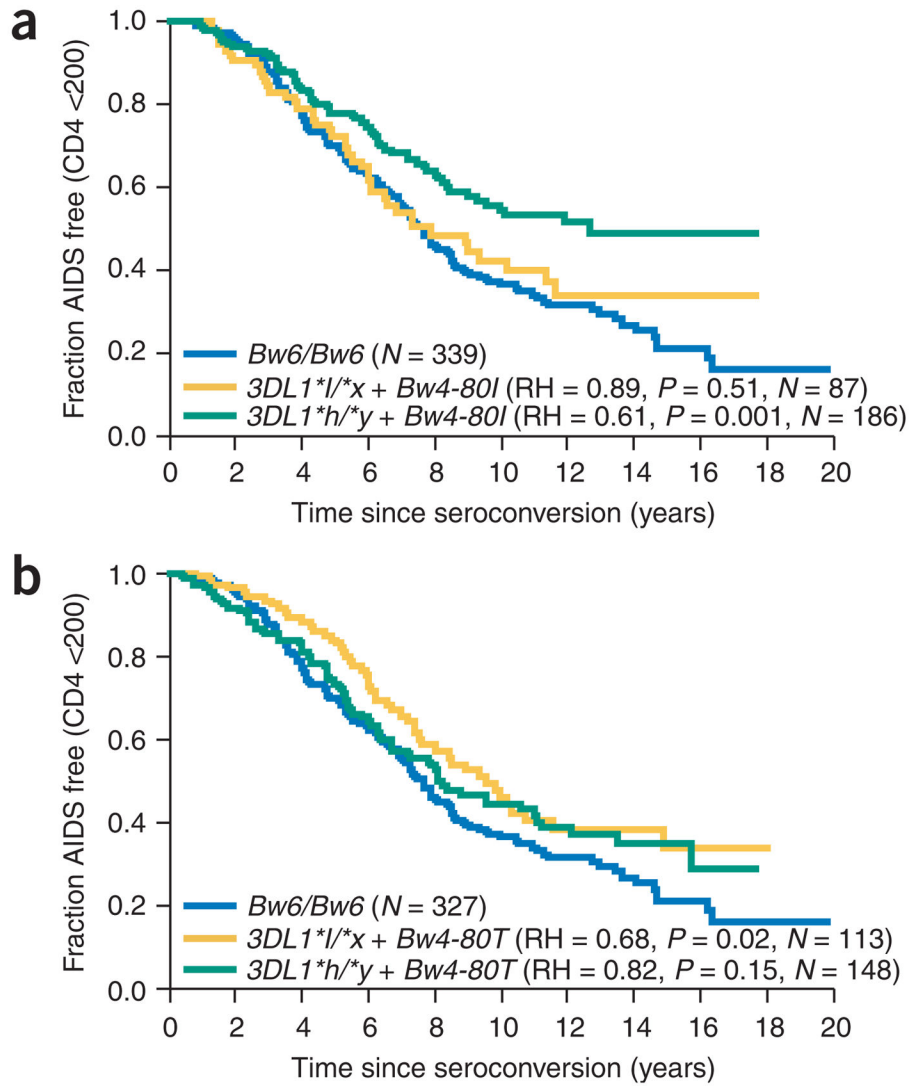 a
Fraction AIDS free (CD4 <200)
1.0
0.8
0.6
0.4
0.2
0.0
Bw6/Bw6 (N = 339)
3DL1*l/*x + Bw4-80I (RH = 0.89, P = 0.51, N = 87)
3DL1*h/*y + Bw4-80I (RH = 0.61, P = 0.001, N = 186)
0 2 4 6 8 10 12 14 16 18 20
Time since seroconversion (years)
b
Fraction AIDS free (CD4 <200)
1.0
0.8
0.6
0.4
0.2
0.0
Bw6/Bw6 (N = 327)
3DL1*l/*x + Bw4-80T (RH = 0.68, P = 0.02, N = 113)
3DL1*h/*y + Bw4-80T (RH = 0.82, P = 0.15, N = 148)
0 2 4 6 8 10 12 14 16 18 20
Time since seroconversion (years)